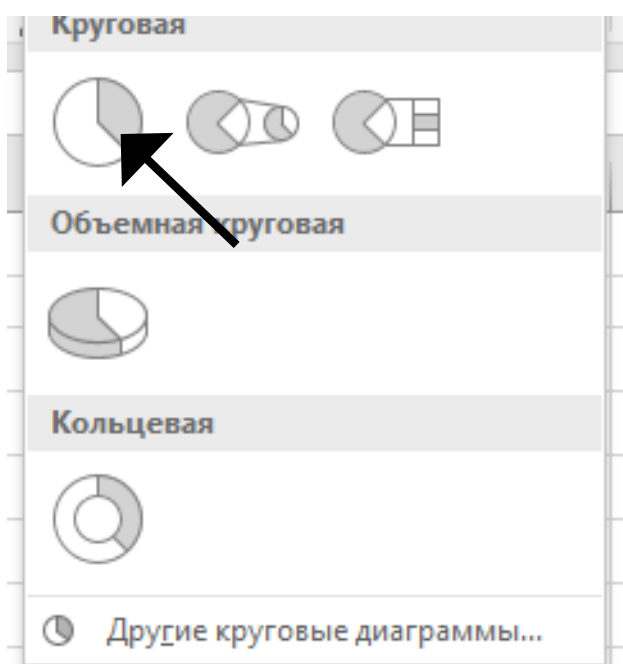 Круговая
Объемная круговая
Кольцевая
Другие круговые диаграммы...